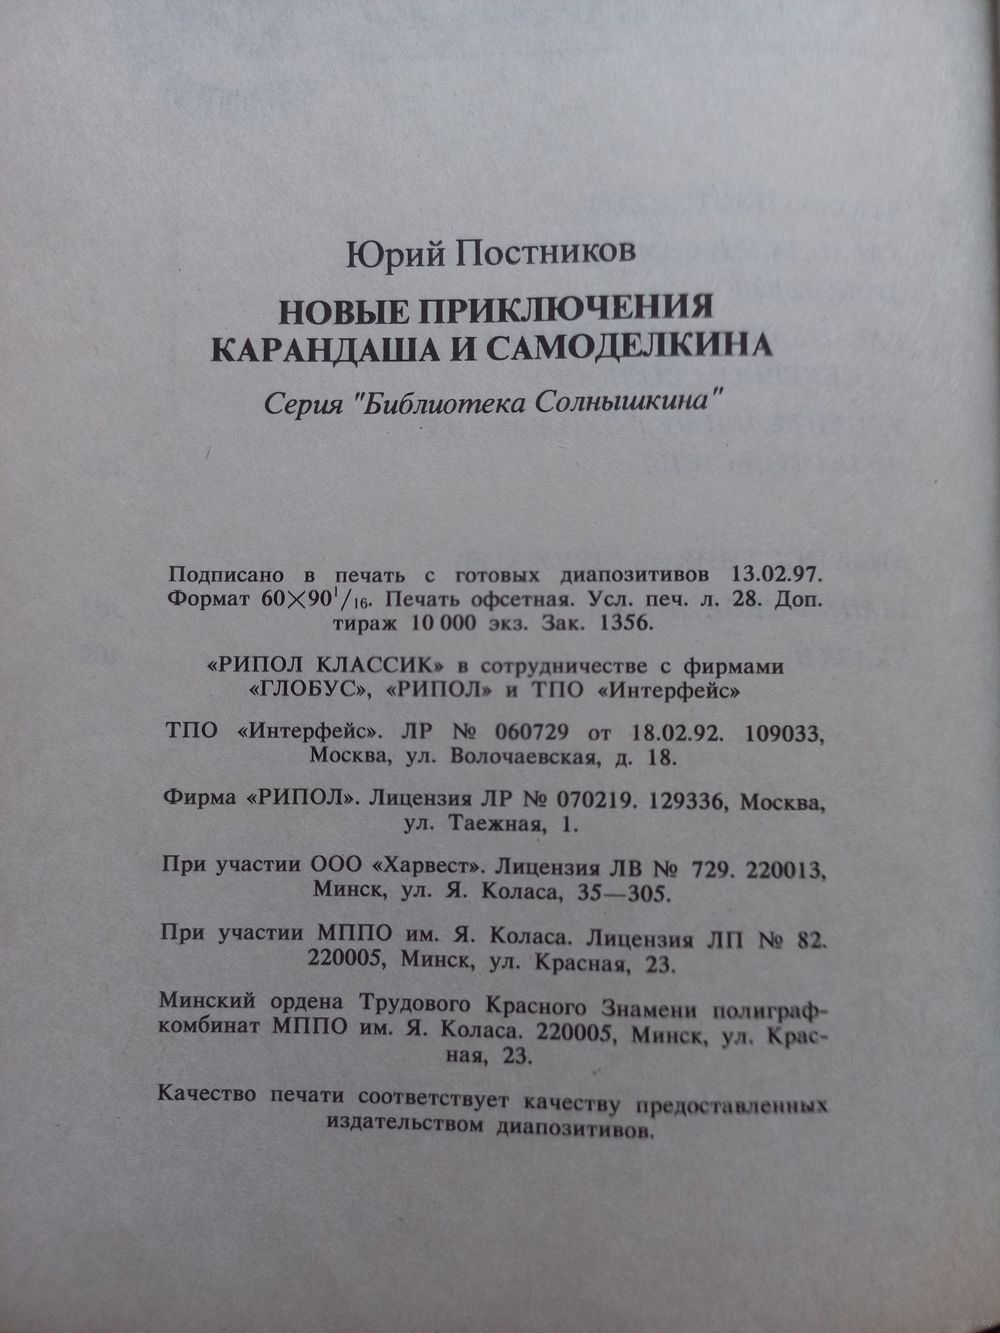 Юрий Постников
НОВЫЕ ПРИКЛЮЧЕНИЯ
КАРАНДАША И САМОДЕЛКИНА
Серия "Библиотека Солнышкина"
Подписано в печать с готовых диапозитивов 13.02.97.
Формат 60×90 1/16. Печать офсетная. Усл. печ. л. 28. Доп.
тираж 10 000 экз. Зак. 1356.
«РИПОЛ КЛАССИК» в сотрудничестве с фирмами
«ГЛОБУС», «РИПОЛ» и ТПО «Интерфейс»
ТПО «Интерфейс». ЛР № 060729 от 18.02.92. 109033,
Москва, ул. Волочаевская, д. 18.
Фирма «РИПОЛ». Лицензия ЛР № 070219. 129336, Москва,
ул. Таежная, 1.
При участии ООО «Харвест». Лицензия ЛВ № 729. 220013,
Минск, ул. Я. Коласа, 35—305.
При участии МППО им. Я. Коласа. Лицензия ЛП № 82.
220005, Минск, ул. Красная, 23.
Минский ордена Трудового Красного Знамени полиграф-
комбинат МППО им. Я. Коласа. 220005, Минск, ул. Крас-
ная, 23.
Качество печати соответствует качеству предоставленных
издательством диапозитивов.